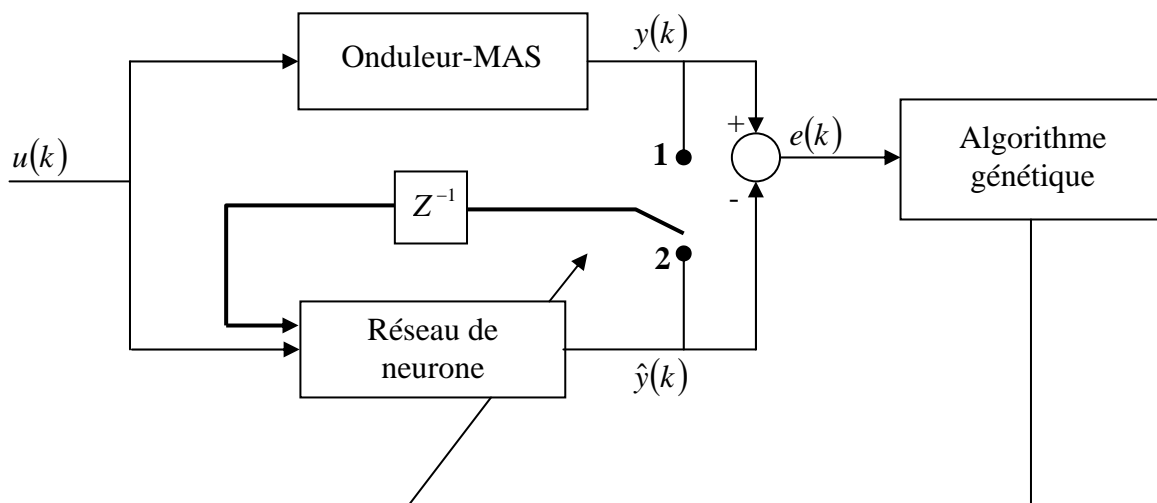 Onduleur-MAS
y(k)
u(k)
1
+
-
e(k)
Algorithme
génétique
Z⁻¹
2
Réseau de
neurone
ŷ(k)